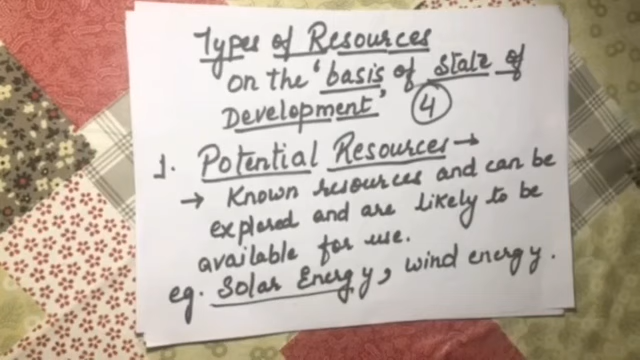 Types of Resources
on the 'basis of State of
Development' 4
1. Potential Resources →
→ Known resources and can be
explored and are likely to be
available for use.
eg. Solar Energy, wind energy.